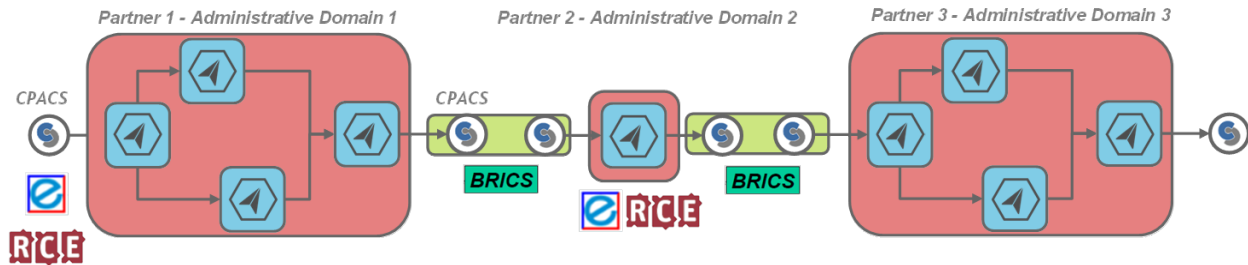 Partner 1 - Administrative Domain 1
Partner 2 - Administrative Domain 2
Partner 3 - Administrative Domain 3
CPACS
CPACS
BRICS
BRICS
e
RCE
e
RCE